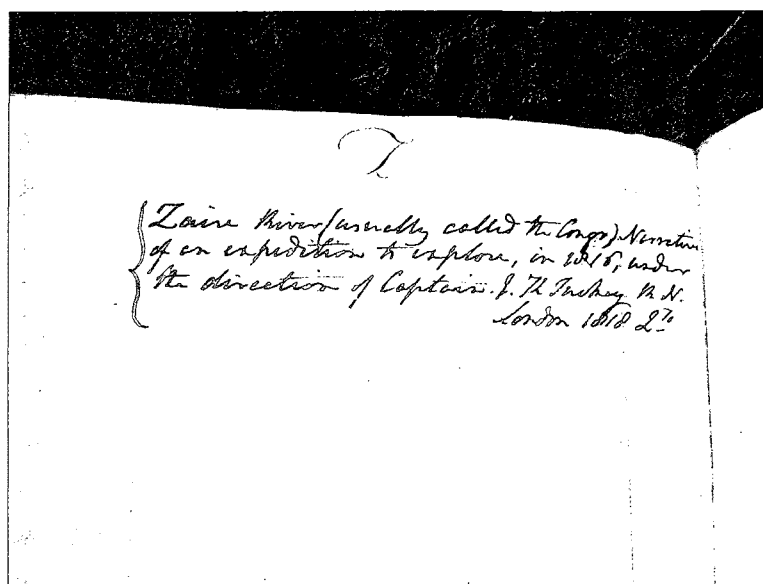 Z
Zaire River (usually called the Congo) Narrative
of an expedition to explore, in 1816, under
the direction of Captain J. K. Tuckey R. N.
London 1818 4to